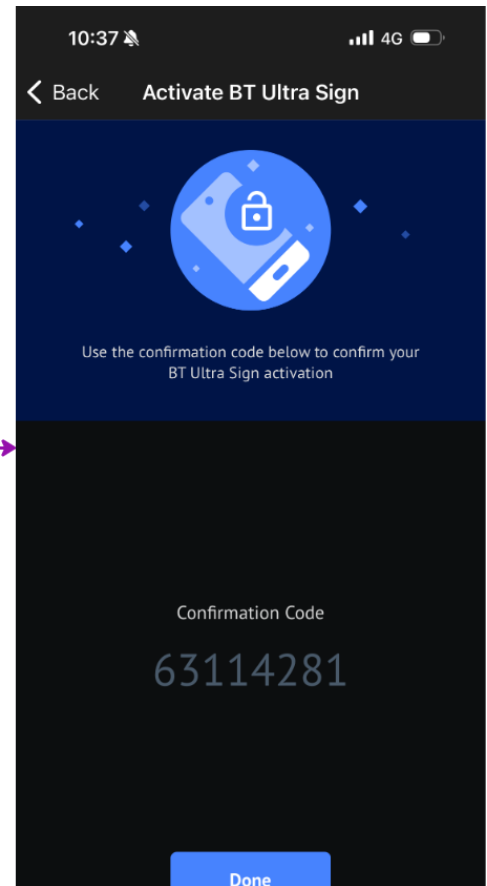 10:37
4G
Back
Activate BT Ultra Sign
Use the confirmation code below to confirm your
BT Ultra Sign activation
Confirmation Code
63114281
Done